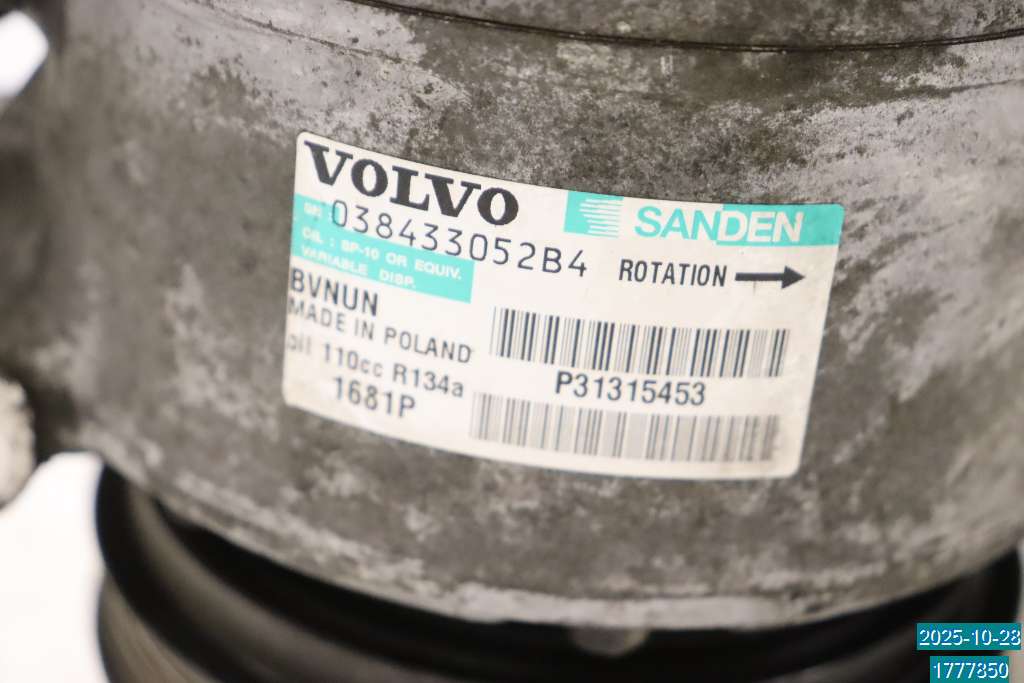 VOLVO
SANDEN
SN 038433052B4
OIL : SP-10 OR EQUIV.
VARIABLE DISP.
ROTATION
BVNUN
MADE IN POLAND
oil 110cc R134a
1681P
P31315453
2025-10-28
1777850